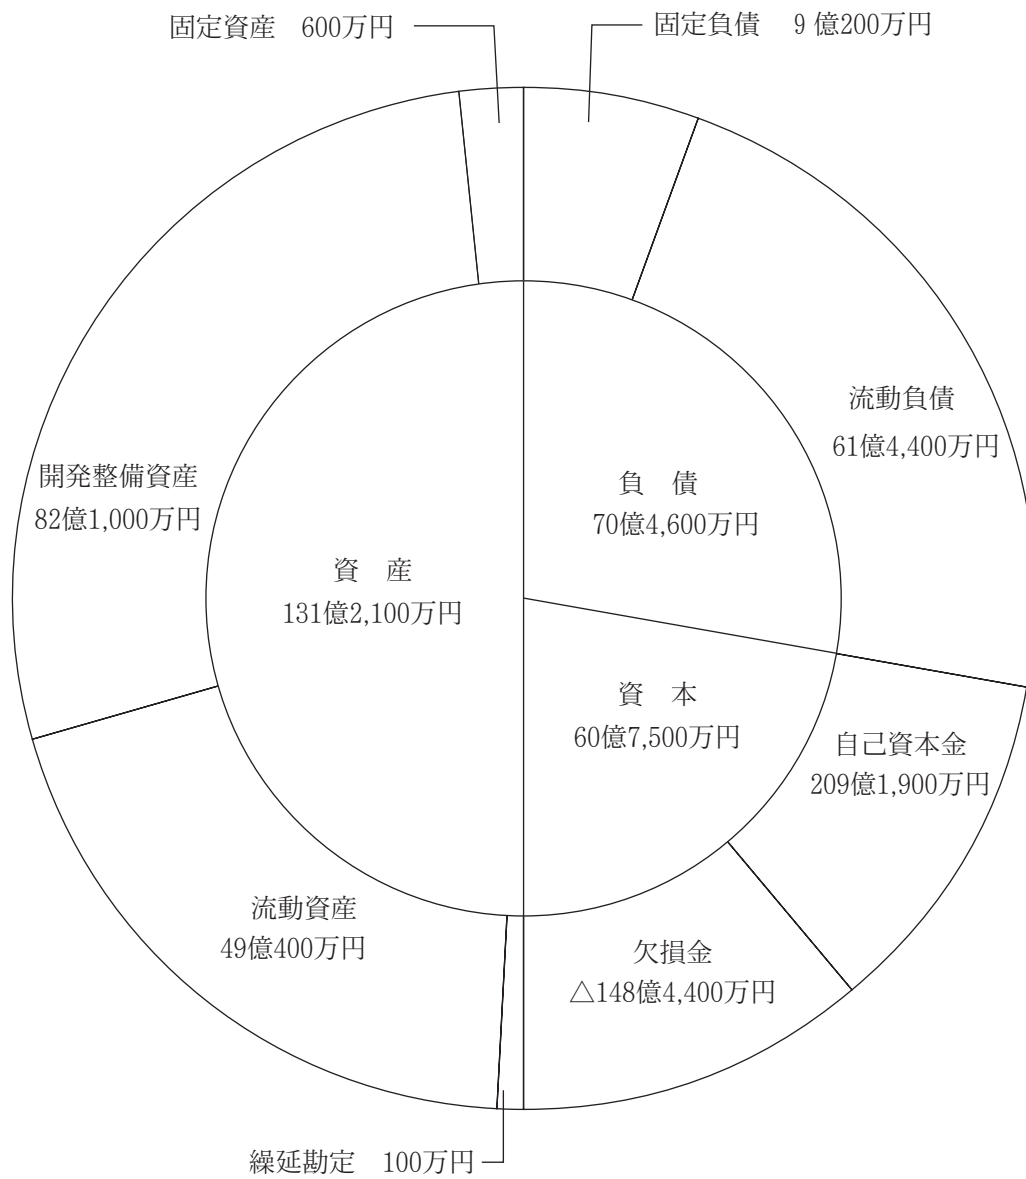 固定資産　600万円
固定負債　9億200万円
流動負債
61億4,400万円
開発整備資産
82億1,000万円
負　債
70億4,600万円
資　産
131億2,100万円
資　本
60億7,500万円
自己資本金
209億1,900万円
流動資産
49億400万円
欠損金
△148億4,400万円
繰延勘定　100万円